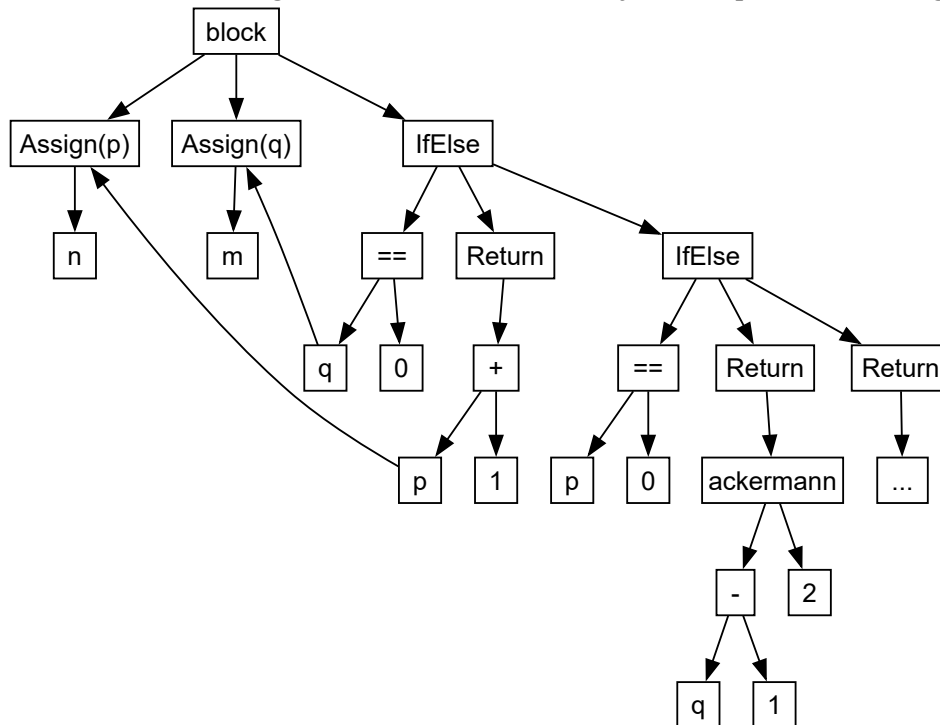 block
Assign(p) Assign(q) IfElse
n m == Return IfElse
q 0 + == Return Return
p 1 p 0 ackermann ...
- 2
q 1